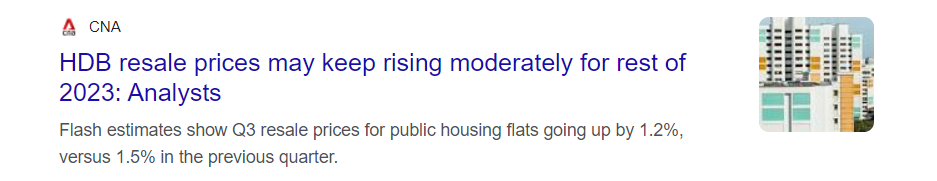 CNA
HDB resale prices may keep rising moderately for rest of
2023: Analysts
Flash estimates show Q3 resale prices for public housing flats going up by 1.2%,
versus 1.5% in the previous quarter.